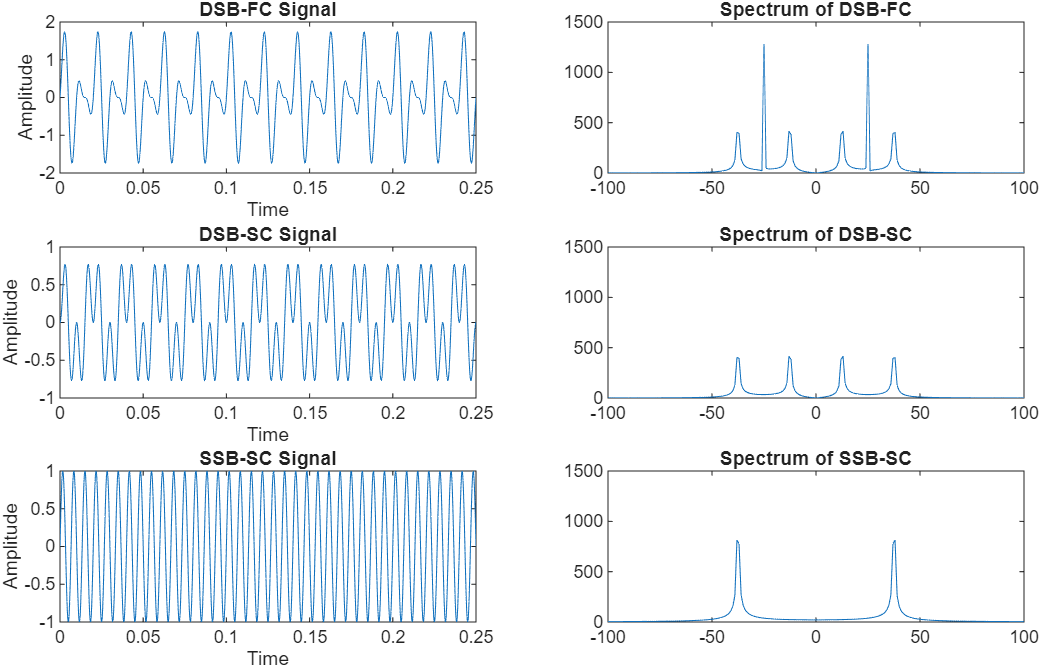 DSB-FC Signal
Amplitude
2
1
0
-1
-2
0 0.05 0.1 0.15 0.2 0.25
Time
Spectrum of DSB-FC
1500
1000
500
0
-100 -50 0 50 100
DSB-SC Signal
Amplitude
1
0.5
0
-0.5
-1
0 0.05 0.1 0.15 0.2 0.25
Time
Spectrum of DSB-SC
1500
1000
500
0
-100 -50 0 50 100
SSB-SC Signal
Amplitude
1
0.5
0
-0.5
-1
0 0.05 0.1 0.15 0.2 0.25
Time
Spectrum of SSB-SC
1500
1000
500
0
-100 -50 0 50 100